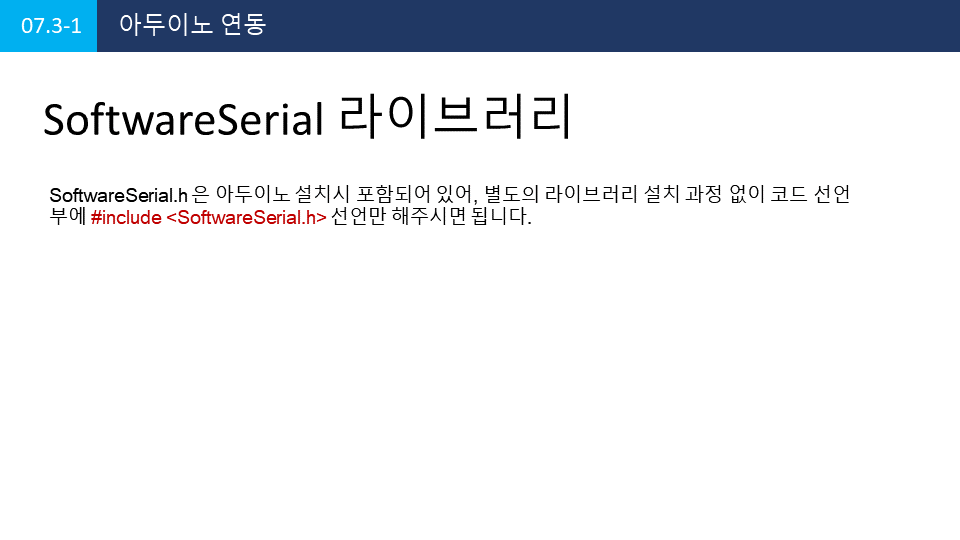 07.3-1
아두이노 연동
SoftwareSerial 라이브러리
SoftwareSerial.h 은 아두이노 설치시 포함되어 있어, 별도의 라이브러리 설치 과정 없이 코드 선언
부에 #include <SoftwareSerial.h> 선언만 해주시면 됩니다.